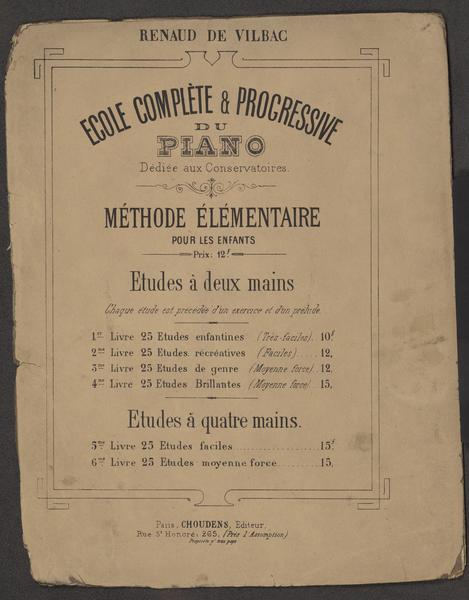 RENAUD DE VILBAC
ECOLE COMPLÈTE & PROGRESSIVE
DU
PIANO
Dédiée aux Conservatoires.
MÉTHODE ÉLÉMENTAIRE
POUR LES ENFANTS
Prix: 12f
Etudes à deux mains
Chaque étude est précédée d'un exercice et d'un prélude.
1er Livre 25 Etudes enfantines (Très-faciles). 10f
2me Livre 25 Etudes. récréatives (Faciles)..... 12,
3me Livre 25 Etudes de genre (Moyenne force). 12,
4me Livre 25 Etudes Brillantes (Moyenne force) 15,
Etudes à quatre mains.
5me Livre 25 Etudes faciles.................. 15f
6me Livre 25 Etudes moyenne force......... 15,
Paris, CHOUDENS, Editeur,
Rue St Honoré, 265, (Près l'Assomption)
Propriété pr tous pays